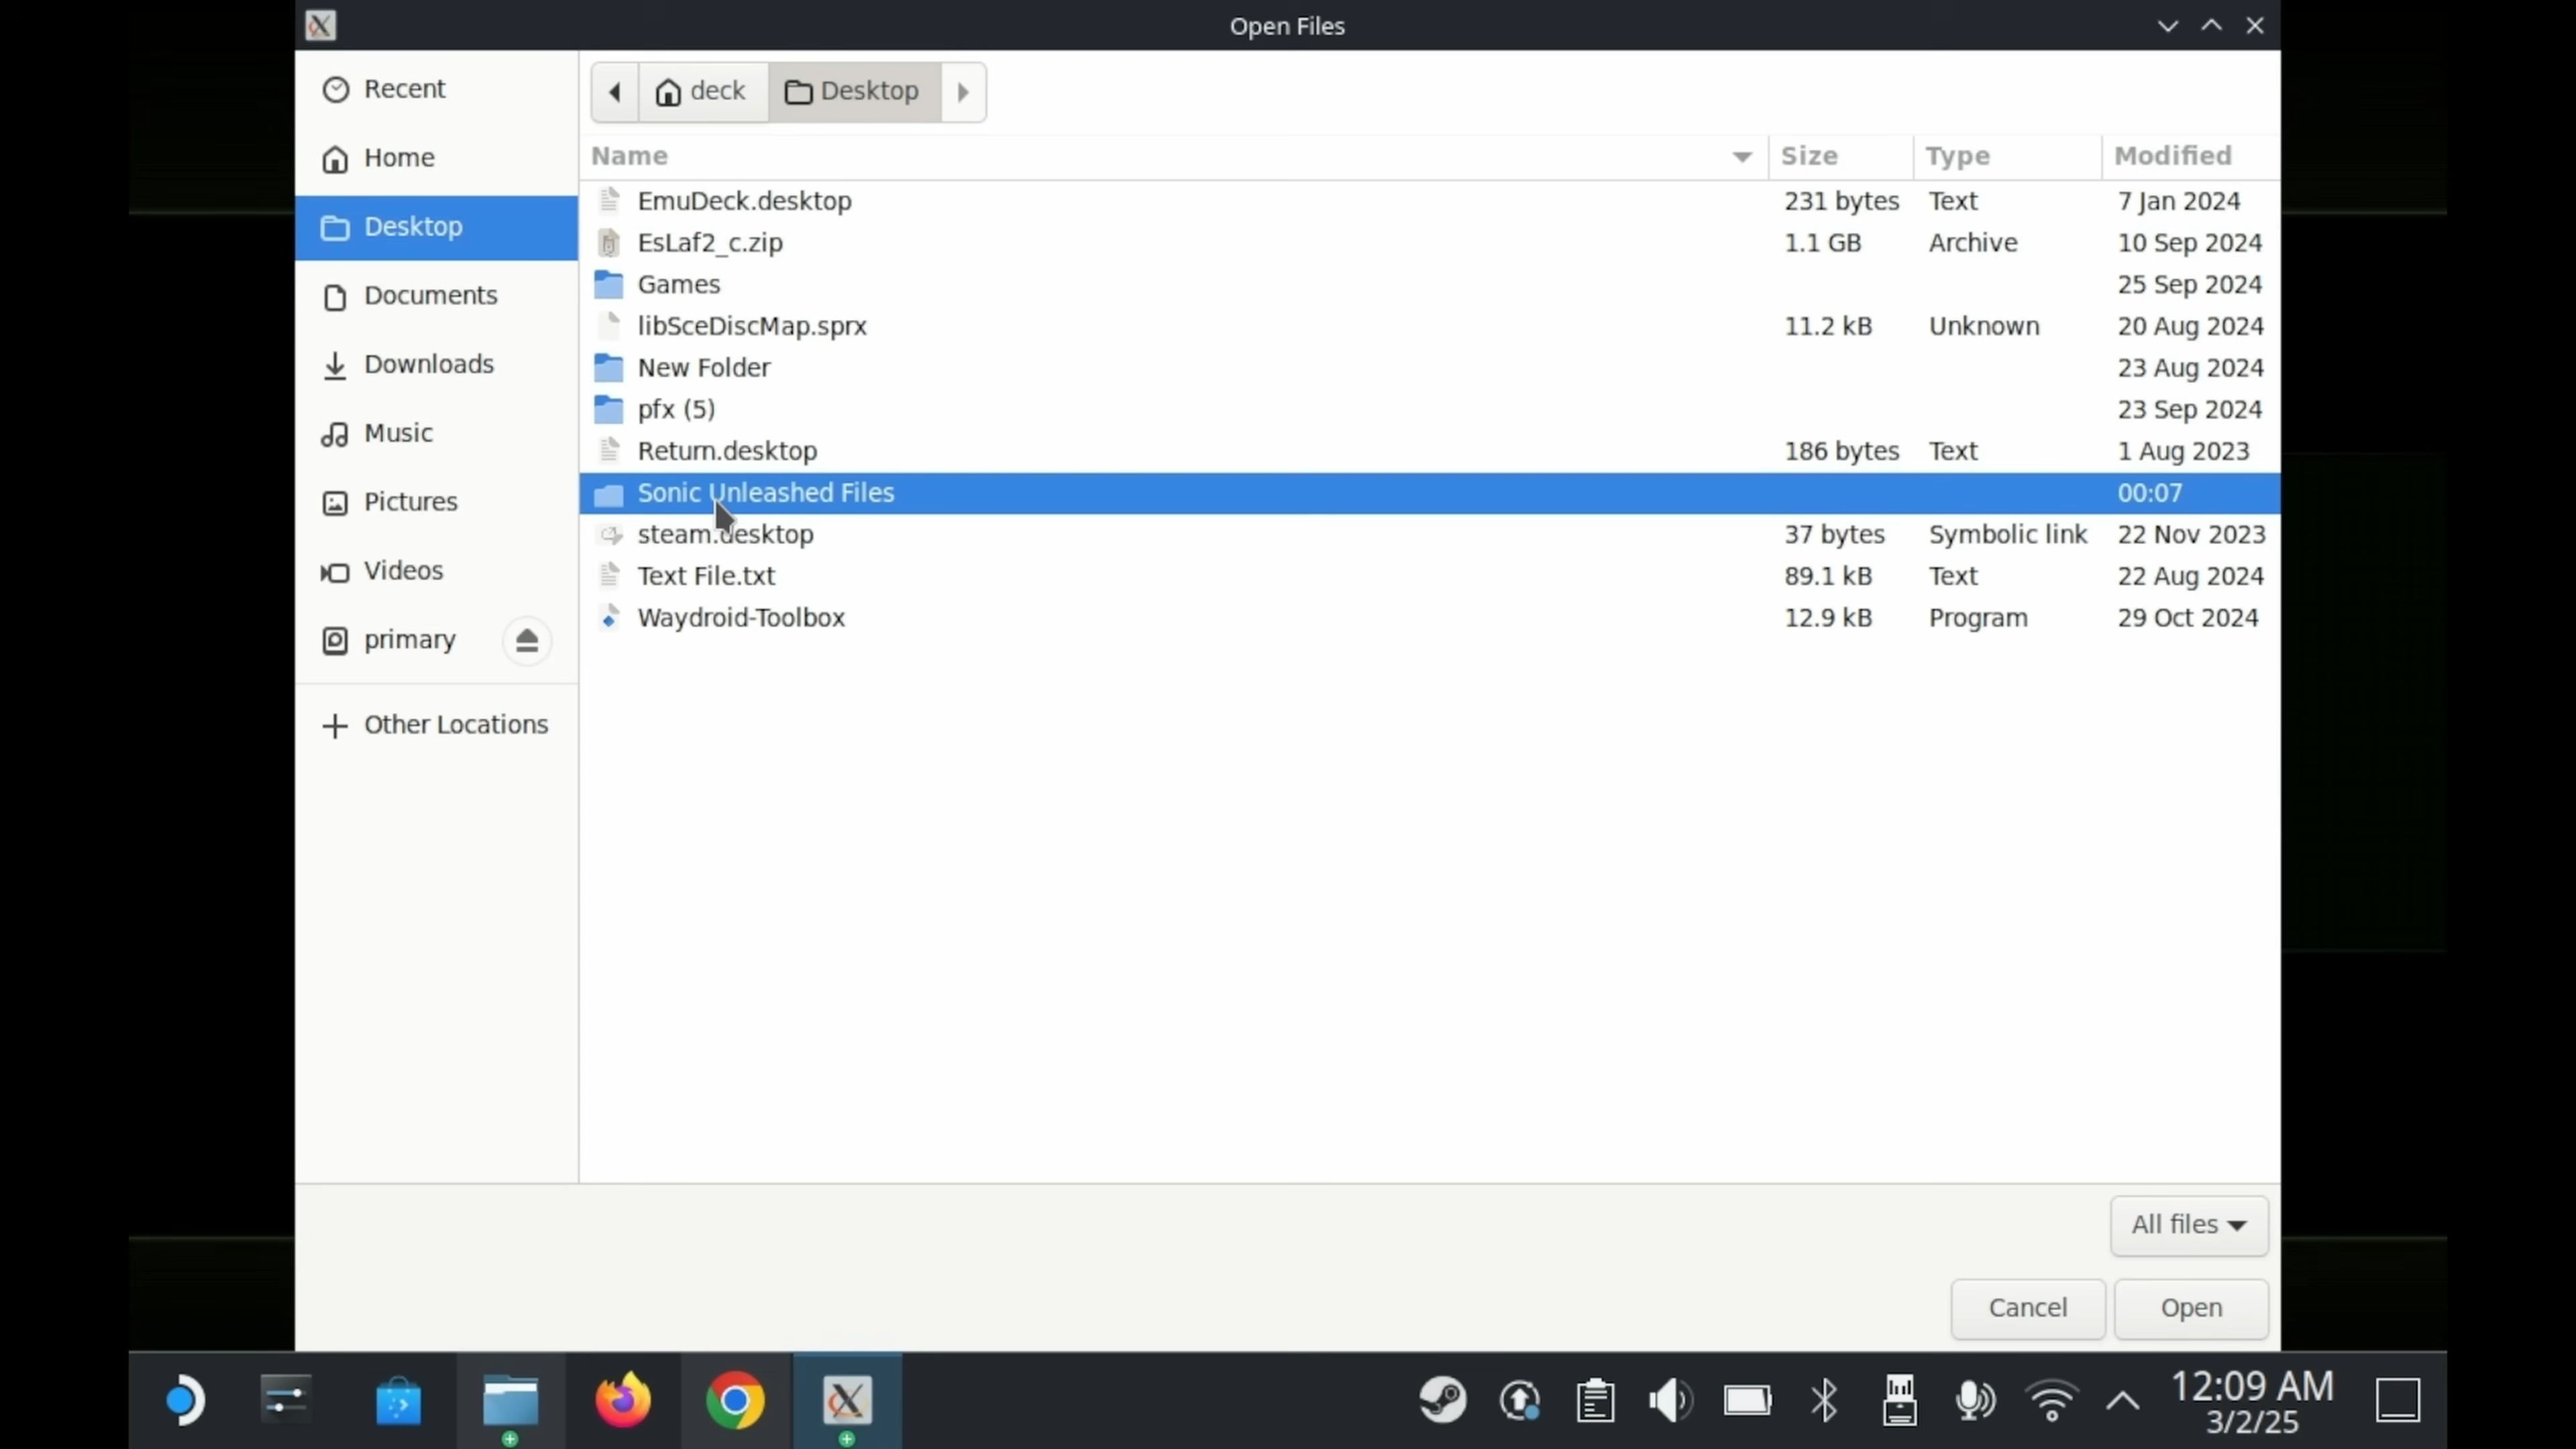 Open Files
Recent
Home
Desktop
Documents
Downloads
Music
Pictures
Videos
primary
Other Locations
deck Desktop
Name Size Type Modified
EmuDeck.desktop 231 bytes Text 7 Jan 2024
EsLaf2_c.zip 1.1 GB Archive 10 Sep 2024
Games 25 Sep 2024
libSceDiscMap.sprx 11.2 kB Unknown 20 Aug 2024
New Folder 23 Aug 2024
pfx (5) 23 Sep 2024
Return.desktop 186 bytes Text 1 Aug 2023
Sonic Unleashed Files 00:07
steam.desktop 37 bytes Symbolic link 22 Nov 2023
Text File.txt 89.1 kB Text 22 Aug 2024
Waydroid-Toolbox 12.9 kB Program 29 Oct 2024
All files
Cancel Open
12:09 AM
3/2/25